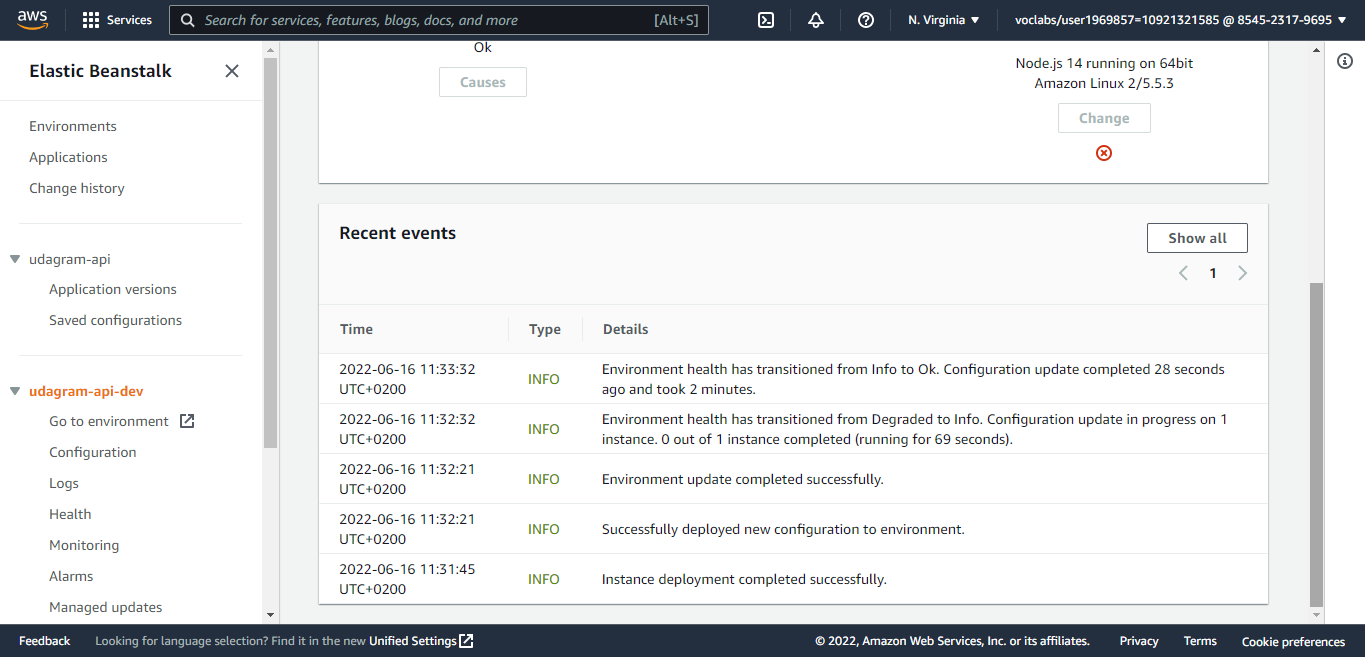 aws
Services
Search for services, features, blogs, docs, and more
[Alt+S]
N. Virginia
voclabs/user1969857=10921321585 @ 8545-2317-9695
Elastic Beanstalk
Environments
Applications
Change history
udagram-api
Application versions
Saved configurations
udagram-api-dev
Go to environment
Configuration
Logs
Health
Monitoring
Alarms
Managed updates
Ok
Causes
Node.js 14 running on 64bit
Amazon Linux 2/5.5.3
Change
Recent events
Show all
1
Time Type Details
2022-06-16 11:33:32
UTC+0200
INFO
Environment health has transitioned from Info to Ok. Configuration update completed 28 seconds
ago and took 2 minutes.
2022-06-16 11:32:32
UTC+0200
INFO
Environment health has transitioned from Degraded to Info. Configuration update in progress on 1
instance. 0 out of 1 instance completed (running for 69 seconds).
2022-06-16 11:32:21
UTC+0200
INFO
Environment update completed successfully.
2022-06-16 11:32:21
UTC+0200
INFO
Successfully deployed new configuration to environment.
2022-06-16 11:31:45
UTC+0200
INFO
Instance deployment completed successfully.
Feedback
Looking for language selection? Find it in the new Unified Settings
© 2022, Amazon Web Services, Inc. or its affiliates.
Privacy
Terms
Cookie preferences